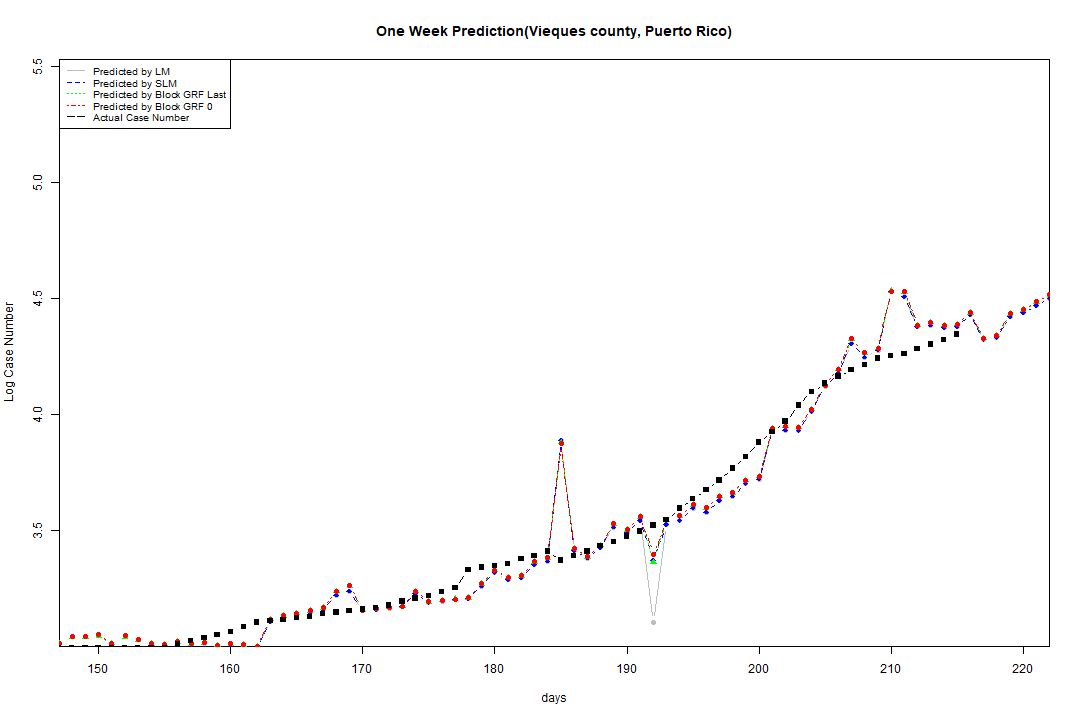 One Week Prediction(Vieques county, Puerto Rico)
5.5
Predicted by LM
Predicted by SLM
Predicted by Block GRF Last
Predicted by Block GRF 0
Actual Case Number
5.0
4.5
Log Case Number
4.0
3.5
150 160 170 180 190 200 210 220
days